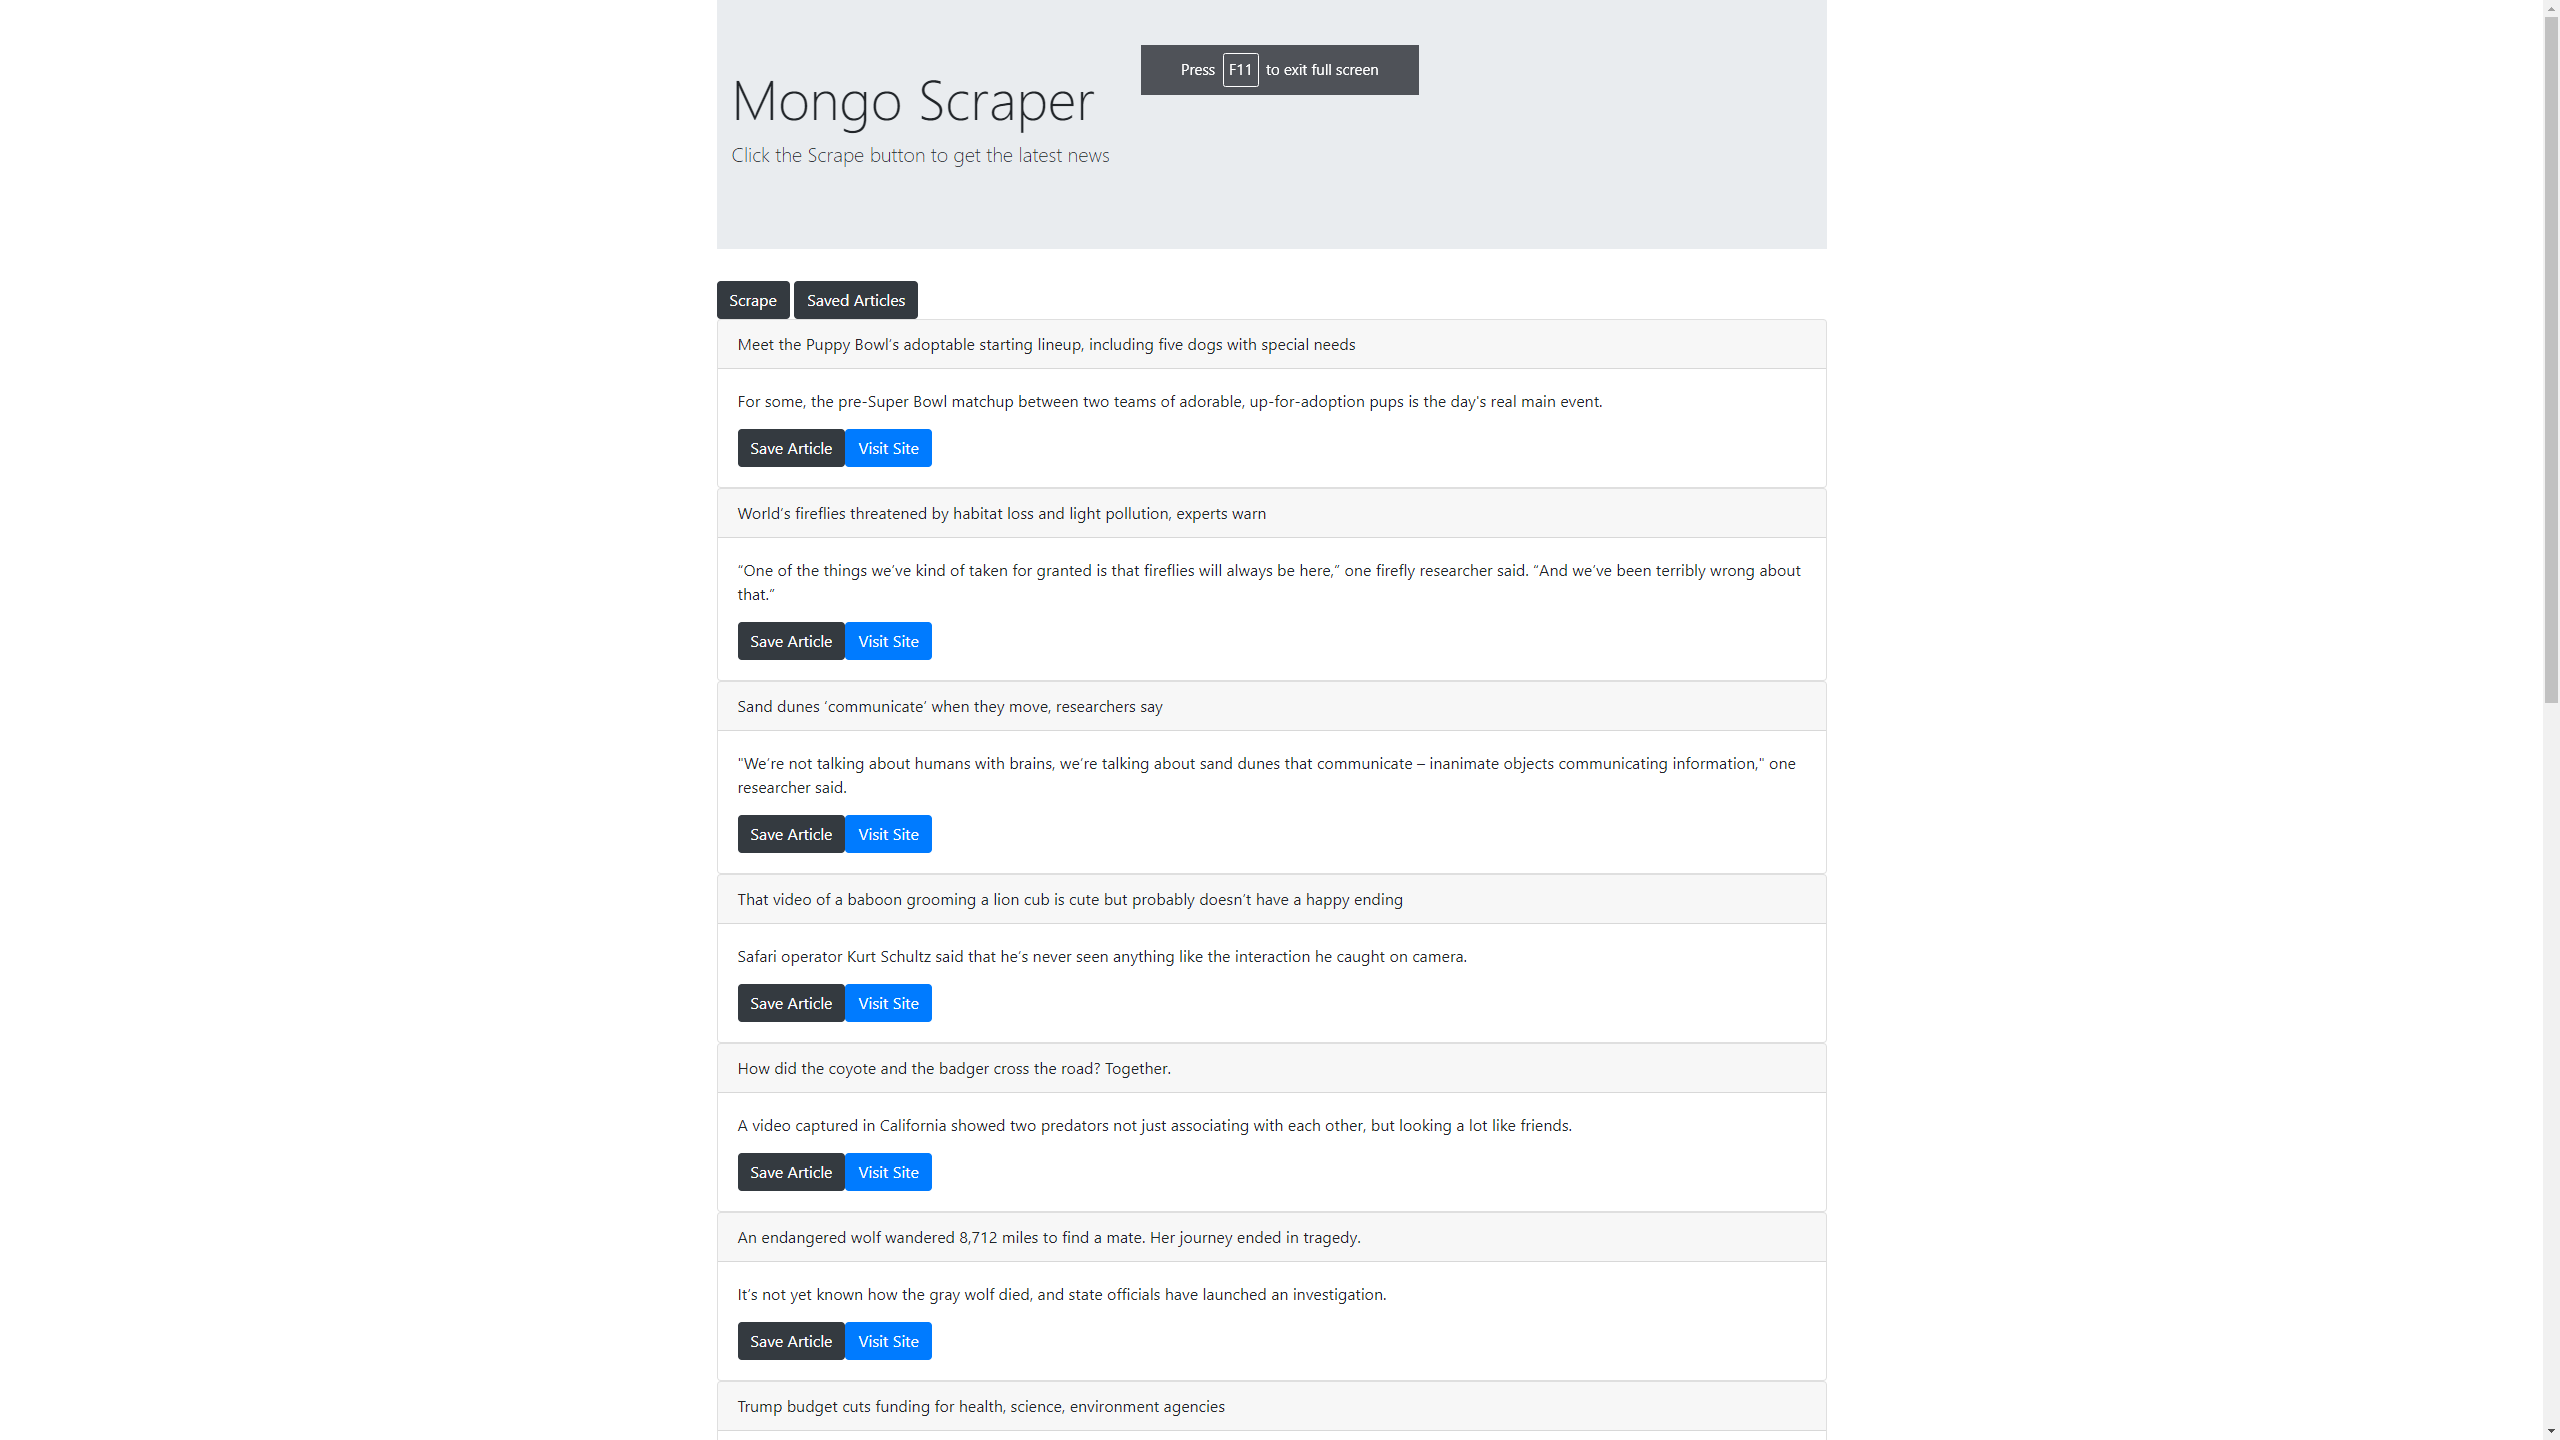 Press F11 to exit full screen
Mongo Scraper
Click the Scrape button to get the latest news
Scrape Saved Articles
Meet the Puppy Bowl’s adoptable starting lineup, including five dogs with special needs
For some, the pre-Super Bowl matchup between two teams of adorable, up-for-adoption pups is the day's real main event.
Save Article Visit Site
World’s fireflies threatened by habitat loss and light pollution, experts warn
“One of the things we’ve kind of taken for granted is that fireflies will always be here,” one firefly researcher said. “And we’ve been terribly wrong about
that.”
Save Article Visit Site
Sand dunes ‘communicate’ when they move, researchers say
"We’re not talking about humans with brains, we’re talking about sand dunes that communicate – inanimate objects communicating information," one
researcher said.
Save Article Visit Site
That video of a baboon grooming a lion cub is cute but probably doesn’t have a happy ending
Safari operator Kurt Schultz said that he’s never seen anything like the interaction he caught on camera.
Save Article Visit Site
How did the coyote and the badger cross the road? Together.
A video captured in California showed two predators not just associating with each other, but looking a lot like friends.
Save Article Visit Site
An endangered wolf wandered 8,712 miles to find a mate. Her journey ended in tragedy.
It’s not yet known how the gray wolf died, and state officials have launched an investigation.
Save Article Visit Site
Trump budget cuts funding for health, science, environment agencies